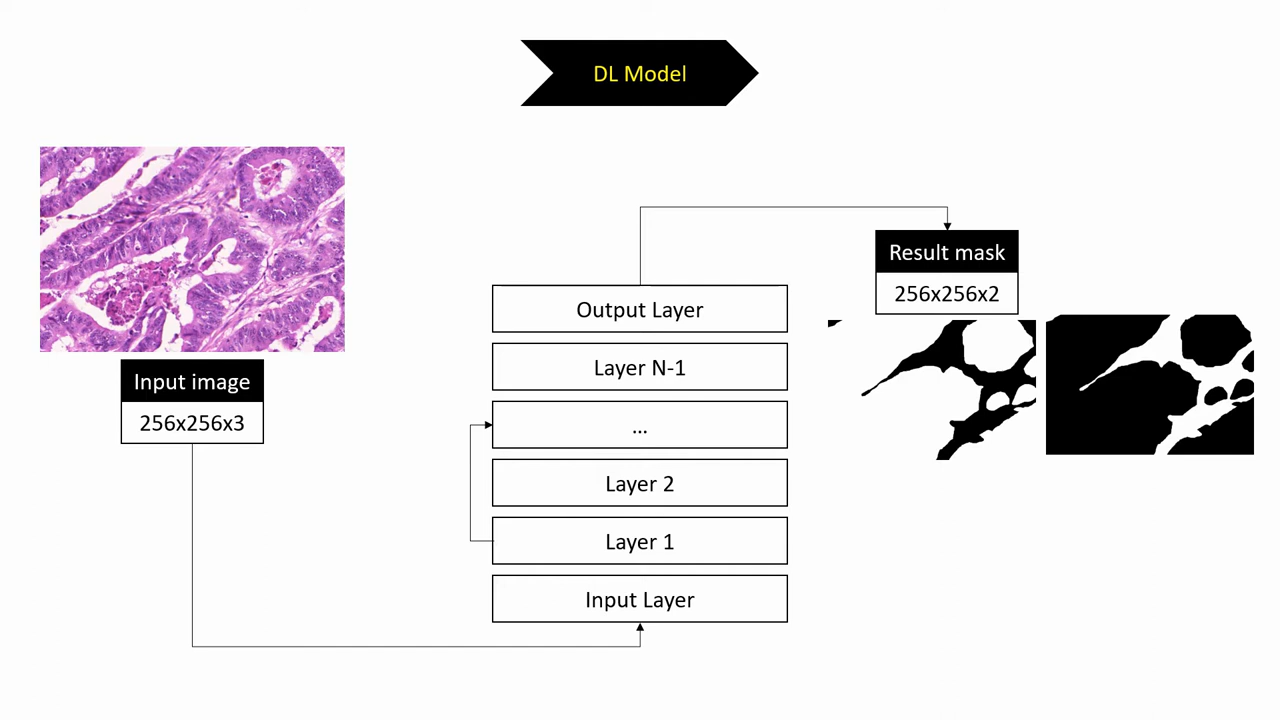 DL Model
Input image
256x256x3
Output Layer
Layer N-1
...
Layer 2
Layer 1
Input Layer
Result mask
256x256x2